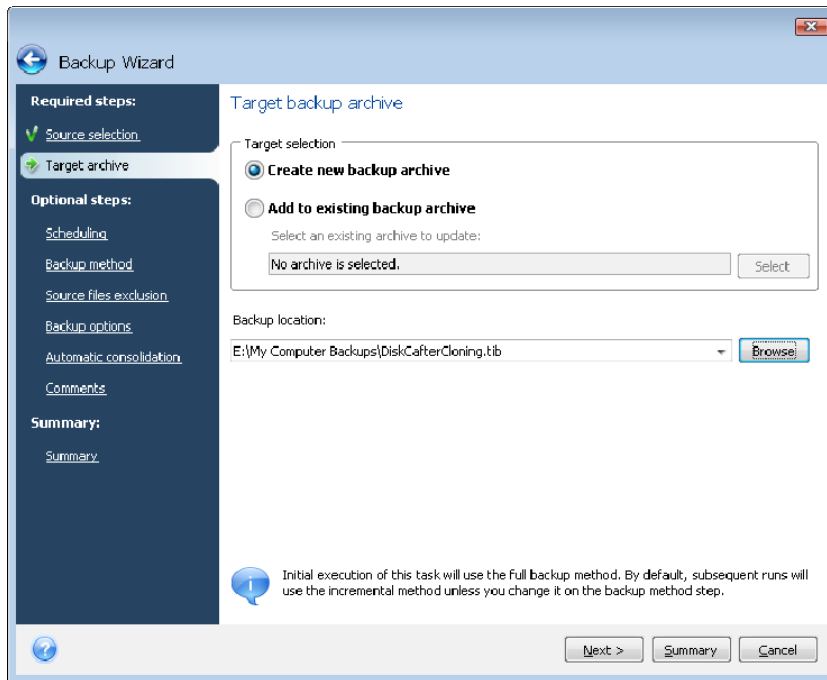 Backup Wizard
Required steps:
Source selection
Target archive
Optional steps:
Scheduling
Backup method
Source files exclusion
Backup options
Automatic consolidation
Comments
Summary:
Summary
Target backup archive
Target selection
Create new backup archive
Add to existing backup archive
Select an existing archive to update:
No archive is selected.
Select
Backup location:
E:\My Computer Backups\DiskCafterCloning.tib
Browse
Initial execution of this task will use the full backup method. By default, subsequent runs will
use the incremental method unless you change it on the backup method step.
Next >
Summary
Cancel